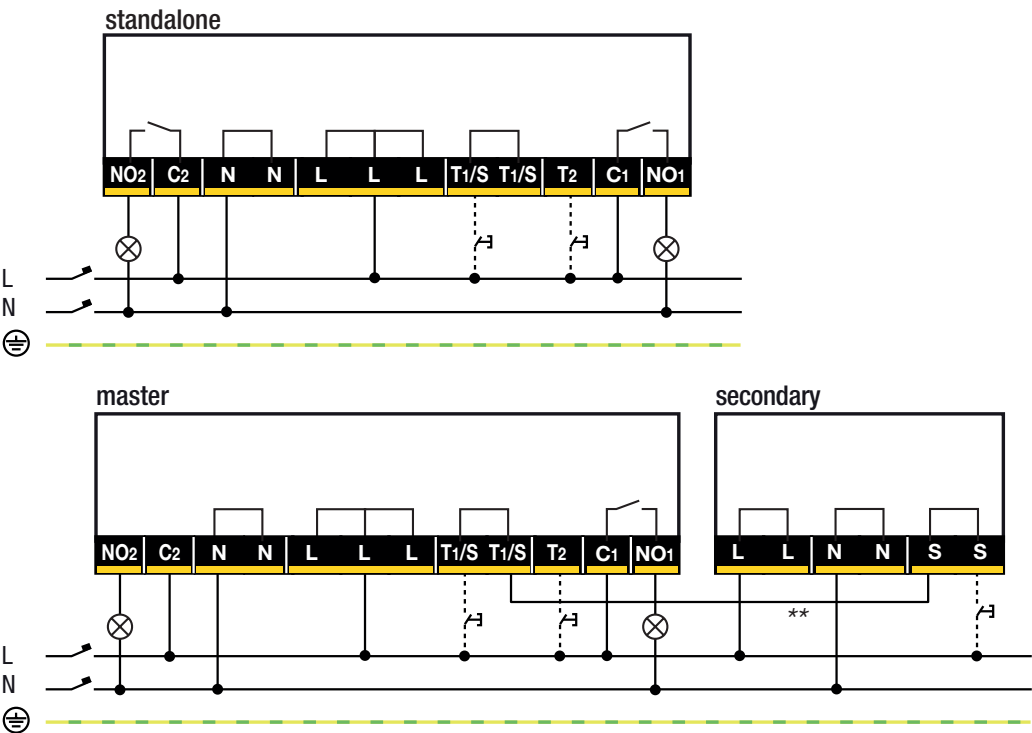 standalone
NO2 C2 N N L L L T1/S T1/S T2 C1 NO1
L
N
master
secondary
NO2 C2 N N L L L T1/S T1/S T2 C1 NO1
L L N N S S
**
L
N